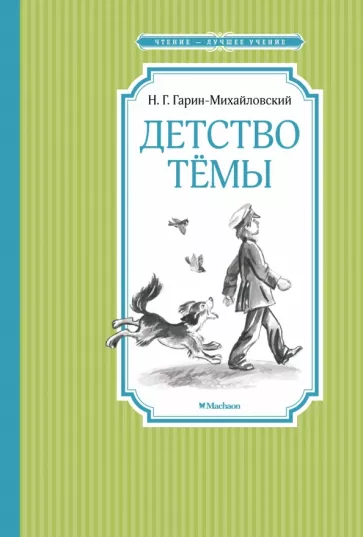 ЧТЕНИЕ – ЛУЧШЕЕ УЧЕНИЕ
Н. Г. Гарин-Михайловский
ДЕТСТВО
ТЁМЫ
Machaon